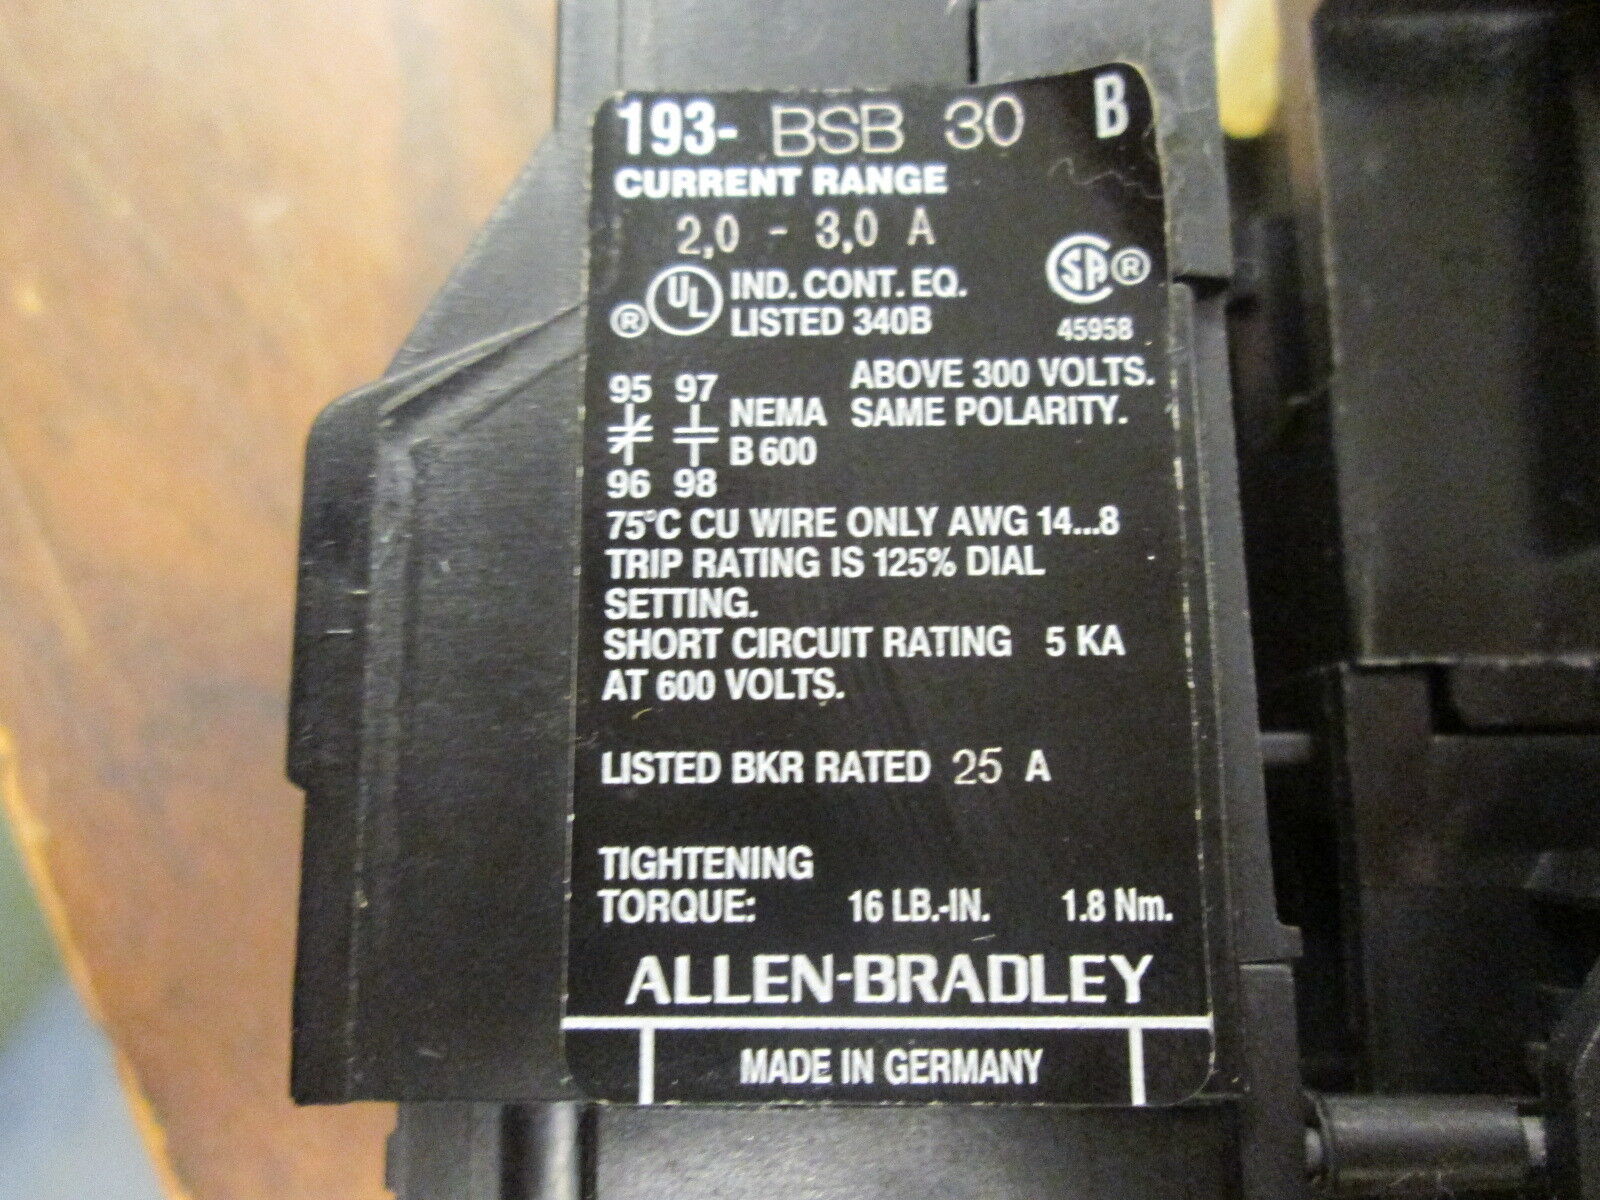 193- BSB 30 B
CURRENT RANGE
2,0 - 3,0 A
® UL IND. CONT. EQ.
LISTED 340B
SA ®
45958
95 97
96 98
NEMA
B 600
ABOVE 300 VOLTS.
SAME POLARITY.
75°C CU WIRE ONLY AWG 14...8
TRIP RATING IS 125% DIAL
SETTING.
SHORT CIRCUIT RATING 5 KA
AT 600 VOLTS.
LISTED BKR RATED 25 A
TIGHTENING
TORQUE: 16 LB.-IN. 1.8 Nm.
ALLEN-BRADLEY
MADE IN GERMANY